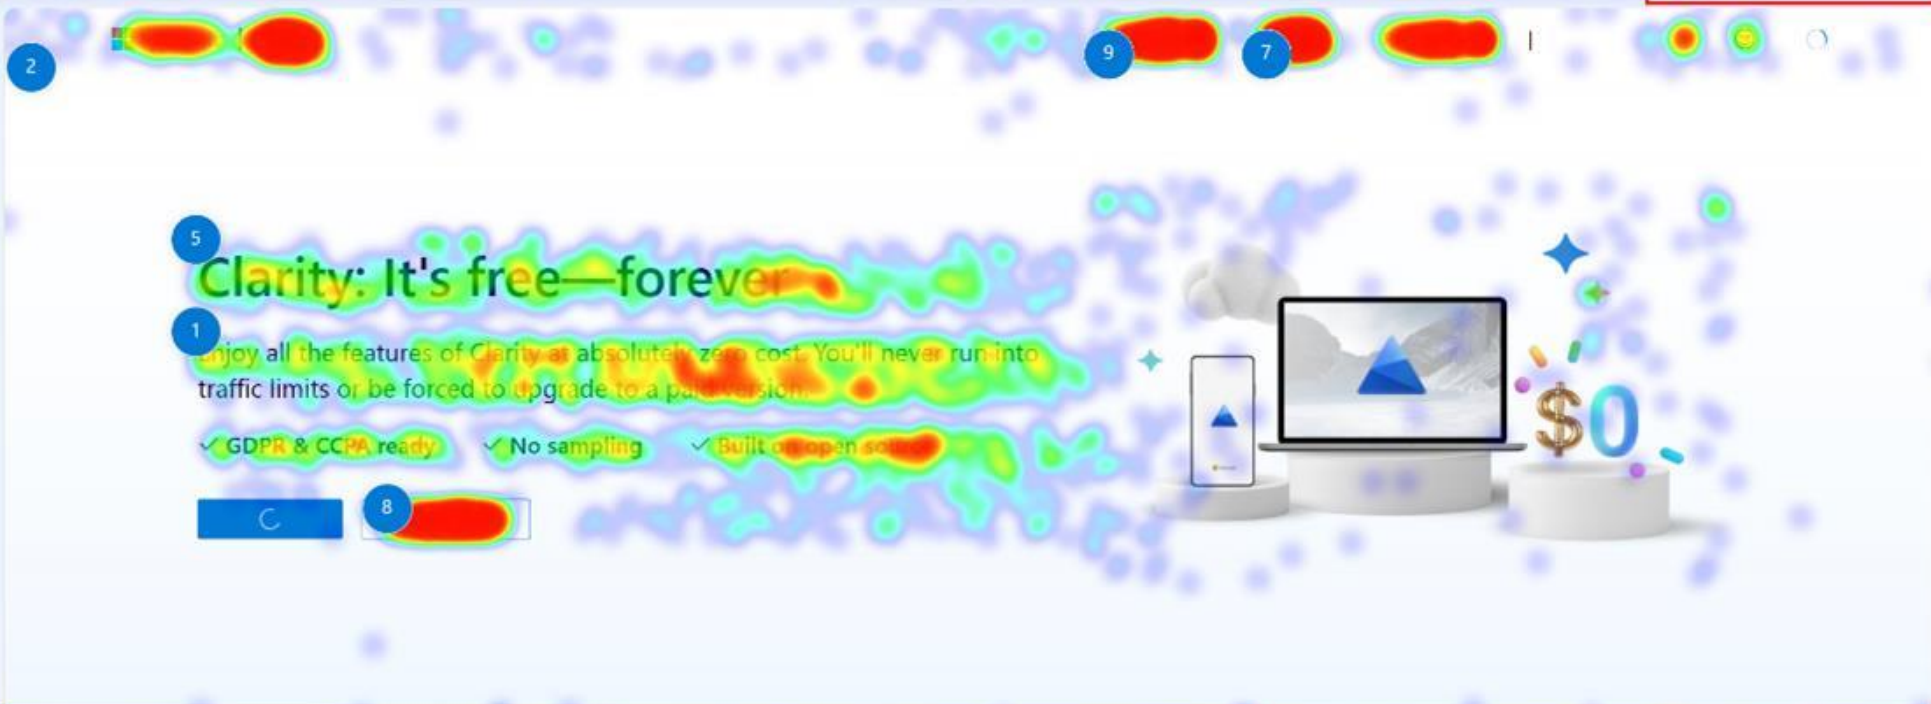 2
9
7
5
Clarity: It's free—forever
1
Enjoy all the features of Clarity at absolutely zero cost. You'll never run into
traffic limits or be forced to upgrade to a paid version.
GDPR & CCPA ready No sampling Built on open
8
$0